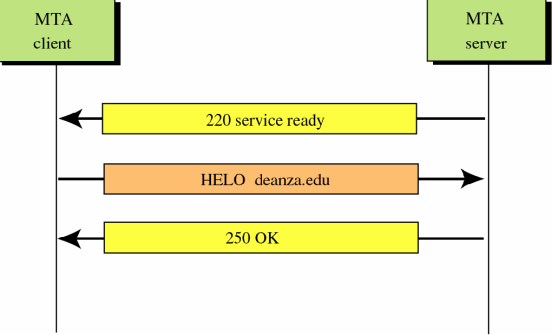 MTA
client
MTA
server
220 service ready
HELO deanza.edu
250 OK